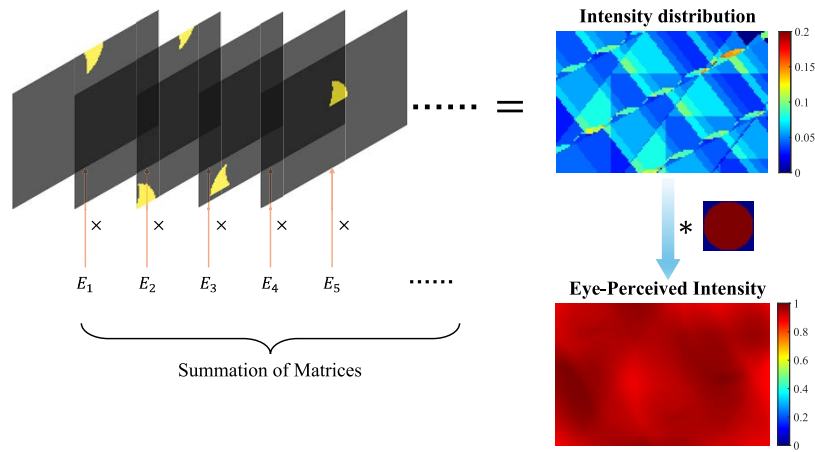 Intensity distribution
0.2
0.15
0.1
0.05
0
...... =
× × × × ×
*
E1 E2 E3 E4 E5 ......
Summation of Matrices
Eye-Perceived Intensity
1
0.8
0.6
0.4
0.2
0